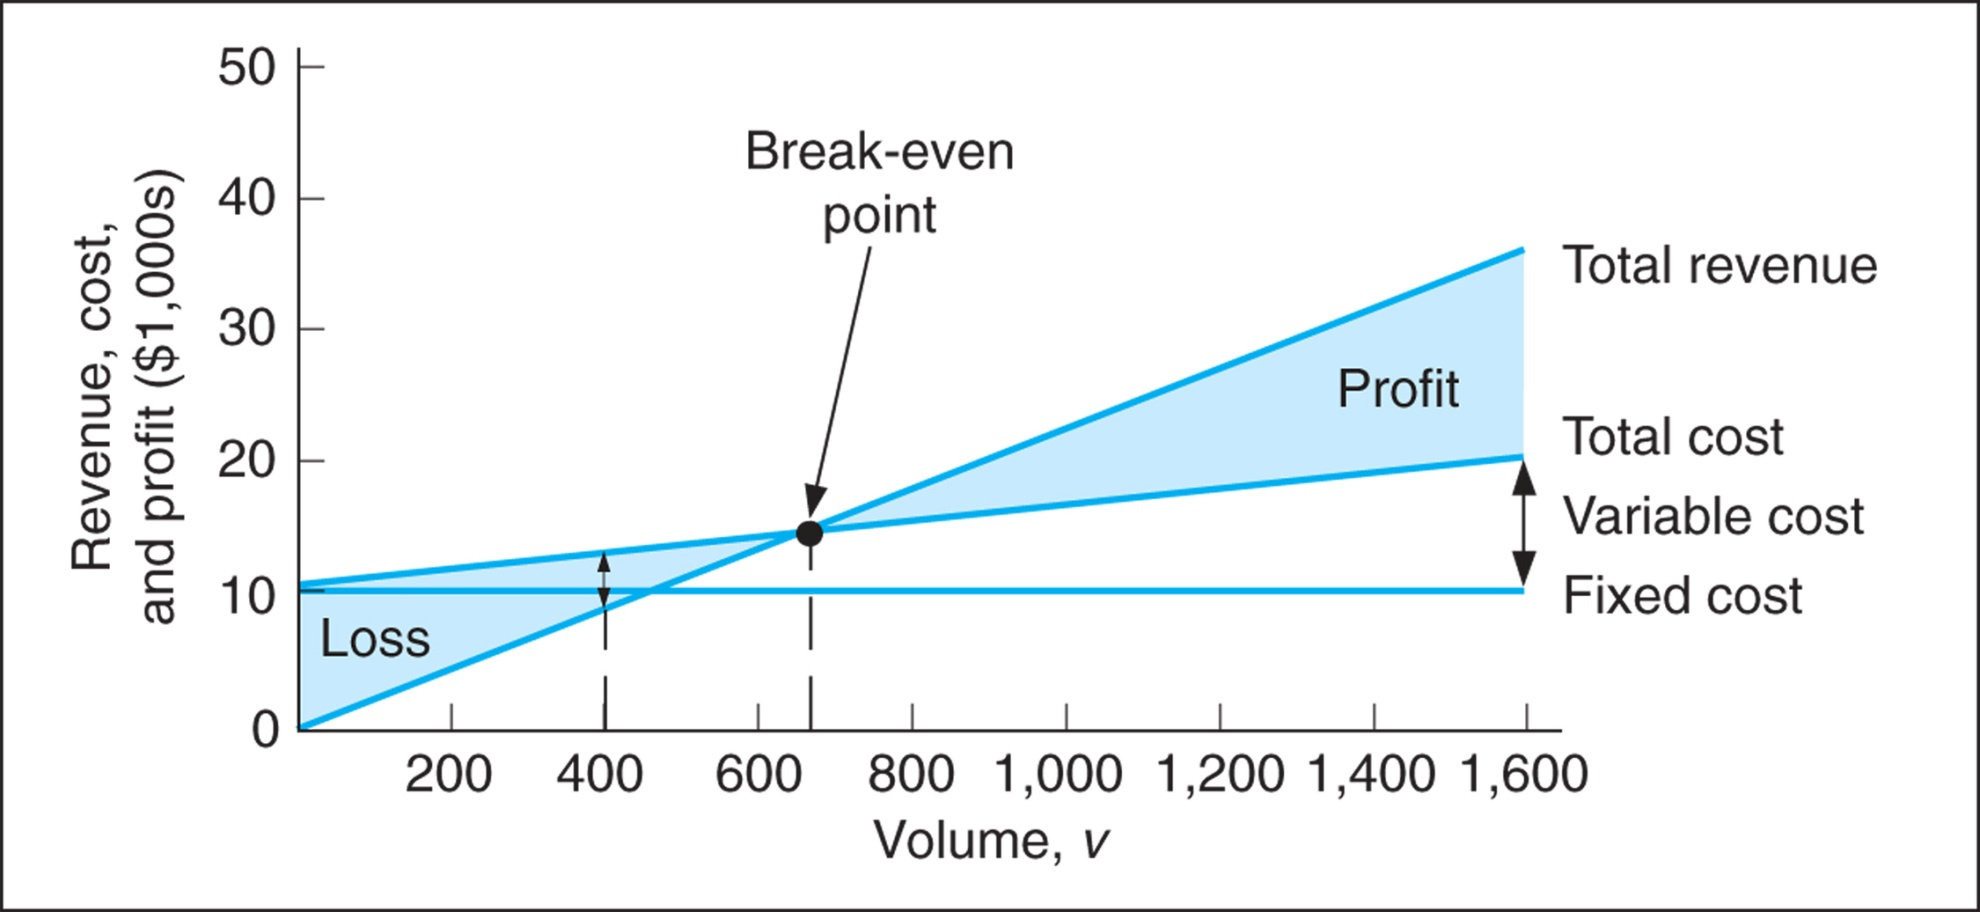 Revenue, cost,
and profit ($1,000s)
50
40
30
20
10
0
Break-even
point
Loss
Profit
Total revenue
Total cost
Variable cost
Fixed cost
200 400 600 800 1,000 1,200 1,400 1,600
Volume, v